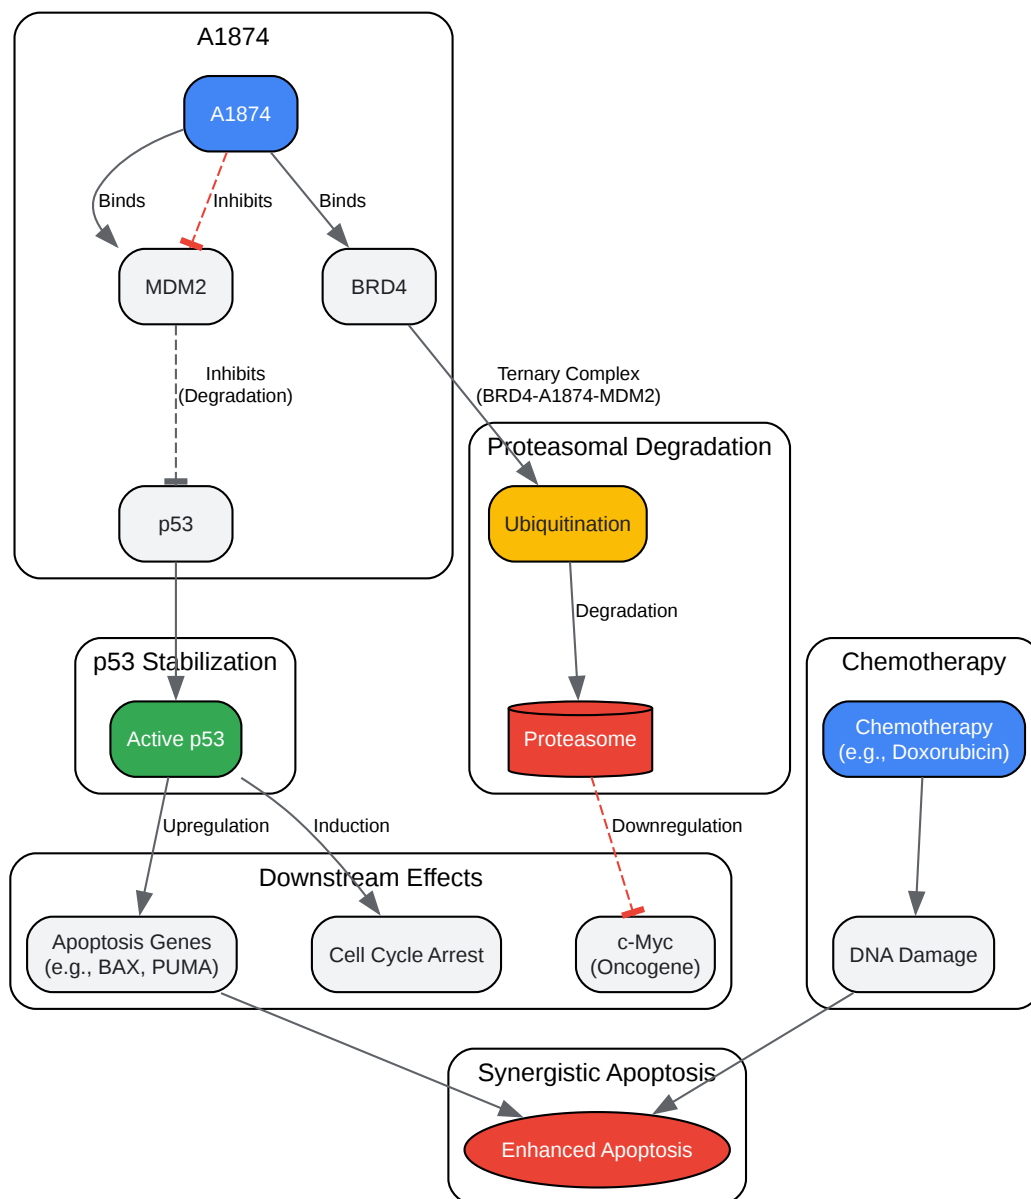 A1874
A1874
Binds
Inhibits
Binds
MDM2
BRD4
Inhibits
(Degradation)
Ternary Complex
(BRD4-A1874-MDM2)
Proteasomal Degradation
p53
Ubiquitination
Degradation
p53 Stabilization
Chemotherapy
Active p53
Proteasome
Chemotherapy
(e.g., Doxorubicin)
Upregulation
Induction
Downregulation
Downstream Effects
Apoptosis Genes
(e.g., BAX, PUMA)
Cell Cycle Arrest
c-Myc
(Oncogene)
DNA Damage
Synergistic Apoptosis
Enhanced Apoptosis